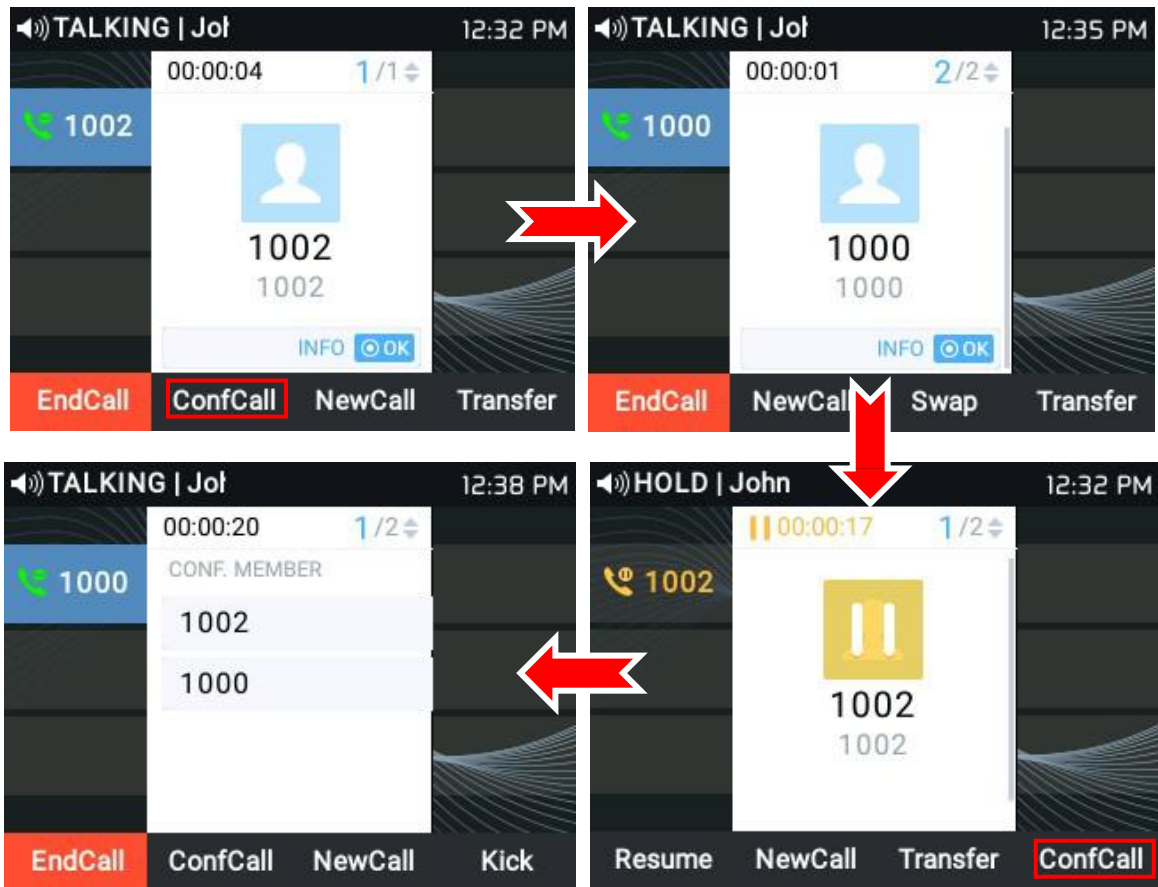 TALKING | Joh
12:32 PM
00:00:04
1/1
1002
1002
1002
INFO OK
EndCall ConfCall NewCall Transfer
TALKING | Joh
12:35 PM
00:00:01
2/2
1000
1000
1000
INFO OK
EndCall NewCall Swap Transfer
TALKING | Joh
12:38 PM
00:00:20
1/2
1000
CONF. MEMBER
1002
1000
EndCall ConfCall NewCall Kick
HOLD | John
12:32 PM
00:00:17
1/2
1002
1002
1002
Resume NewCall Transfer ConfCall